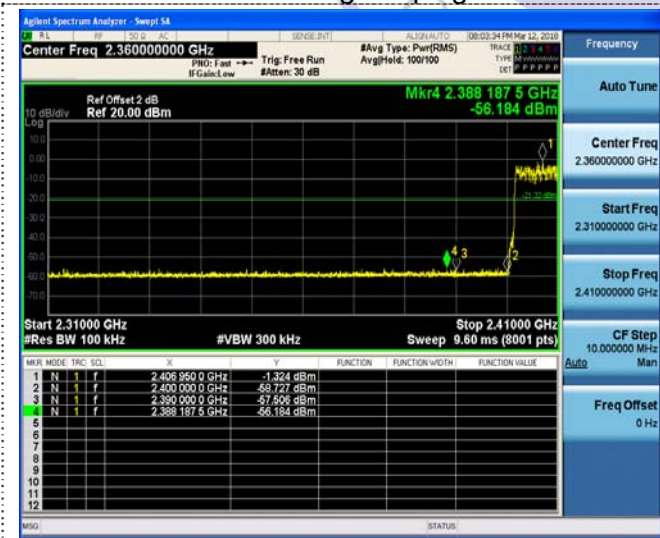 Agilent Spectrum Analyzer - Swept SA
RL RF 50 Ω AC SENSE:INT ALIGNAUTO 08:03:34 PM Mar 12, 2018
Center Freq 2.360000000 GHz
PNO: Fast
IFGain:Low
Trig: Free Run
#Atten: 30 dB
#Avg Type: Pwr(RMS)
Avg|Hold: 100/100
TRACE 1 2 3 4 5 6
TYPE
DET P P P P P P
Mkr4 2.388 187 5 GHz
-56.184 dBm
Ref Offset 2 dB
10 dB/div Ref 20.00 dBm
Log
10.0
0.00
-10.0
-20.0
-30.0
-40.0
-50.0
-60.0
-70.0
1
-21.32 dBm
4 3 2
Start 2.31000 GHz Stop 2.41000 GHz
#Res BW 100 kHz #VBW 300 kHz Sweep 9.60 ms (8001 pts)
MKR MODE TRC SCL X Y FUNCTION FUNCTION WIDTH FUNCTION VALUE
1 N 1 f 2.406 950 0 GHz -1.324 dBm
2 N 1 f 2.400 000 0 GHz -58.727 dBm
3 N 1 f 2.390 000 0 GHz -57.506 dBm
4 N 1 f 2.388 187 5 GHz -56.184 dBm
5
6
7
8
9
10
11
12
MSG STATUS
Frequency
Auto Tune
Center Freq
2.360000000 GHz
Start Freq
2.310000000 GHz
Stop Freq
2.410000000 GHz
CF Step
10.000000 MHz
Auto Man
Freq Offset
0 Hz